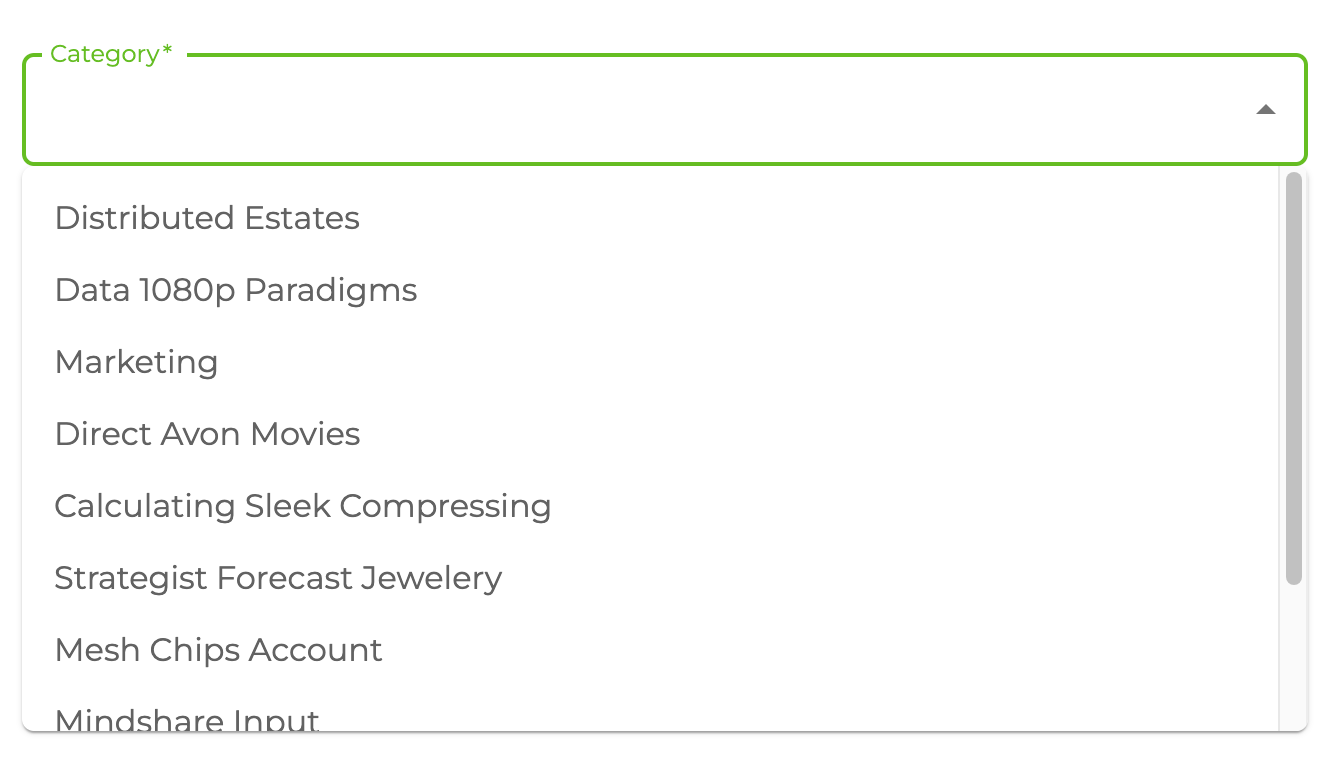 Category*
Distributed Estates
Data 1080p Paradigms
Marketing
Direct Avon Movies
Calculating Sleek Compressing
Strategist Forecast Jewelery
Mesh Chips Account
Mindshare Input